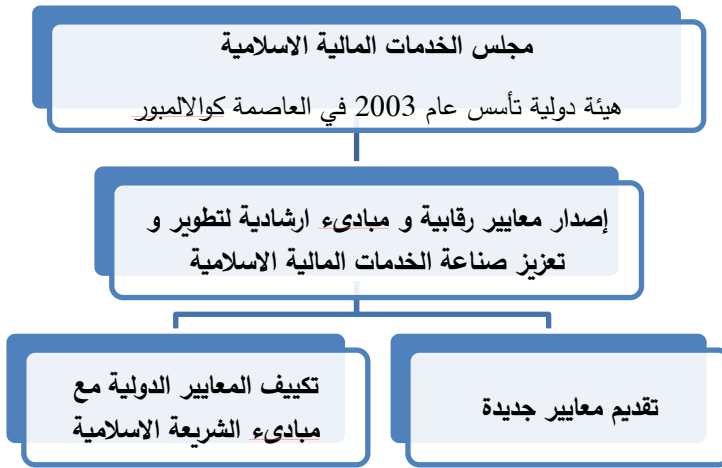 مجلس الخدمات المالية الاسلامية
هيئة دولية تأسس عام 2003 في العاصمة كوالالمبور
إصدار معايير رقابية و مبادىء ارشادية لتطوير و
تعزيز صناعة الخدمات المالية الاسلامية
تقديم معايير جديدة
تكييف المعايير الدولية مع
مبادىء الشريعة الاسلامية